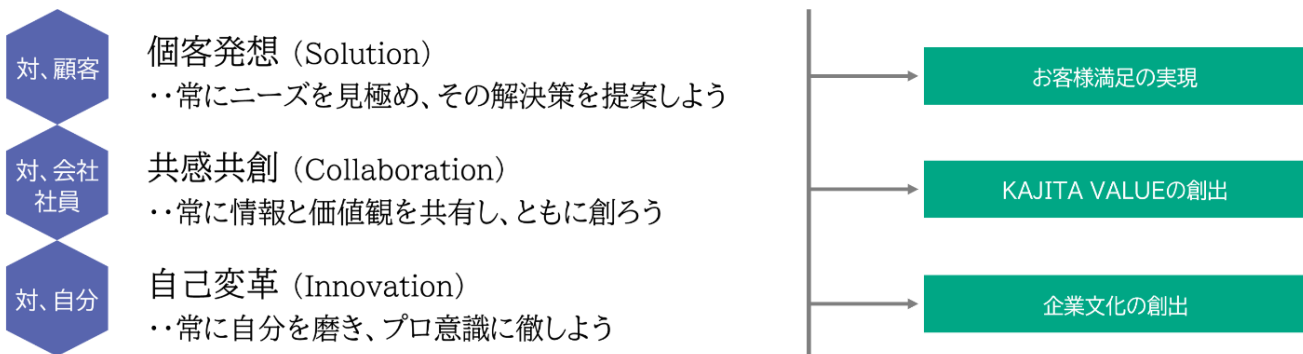 対、顧客
個客発想（Solution）
‥常にニーズを見極め、その解決策を提案しよう
お客様満足の実現
対、会社
社員
共感共創（Collaboration）
‥常に情報と価値観を共有し、ともに創ろう
KAJITA VALUEの創出
対、自分
自己変革（Innovation）
‥常に自分を磨き、プロ意識に徹しよう
企業文化の創出